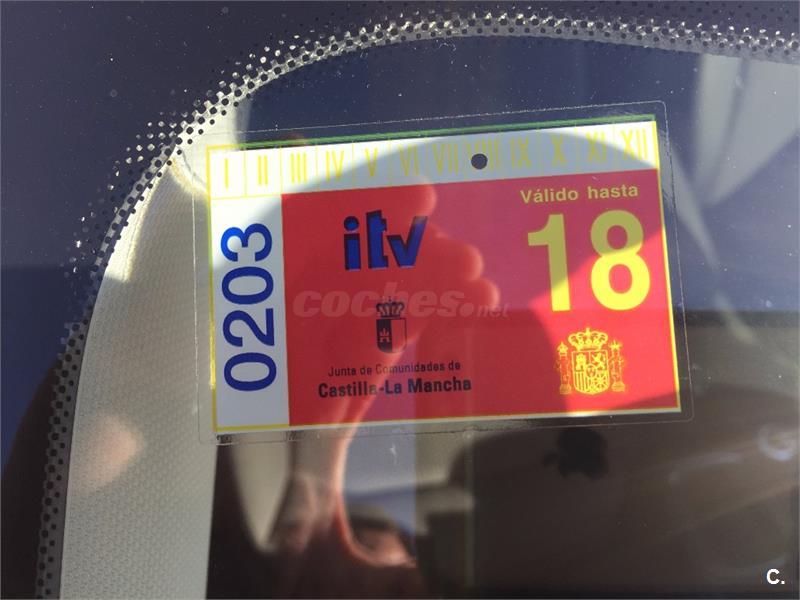 I II III IV V VI VII VIII IX X XI XII
0203
itv
Válido hasta
18
coches.net
Junta de Comunidades de
Castilla-La Mancha
C.